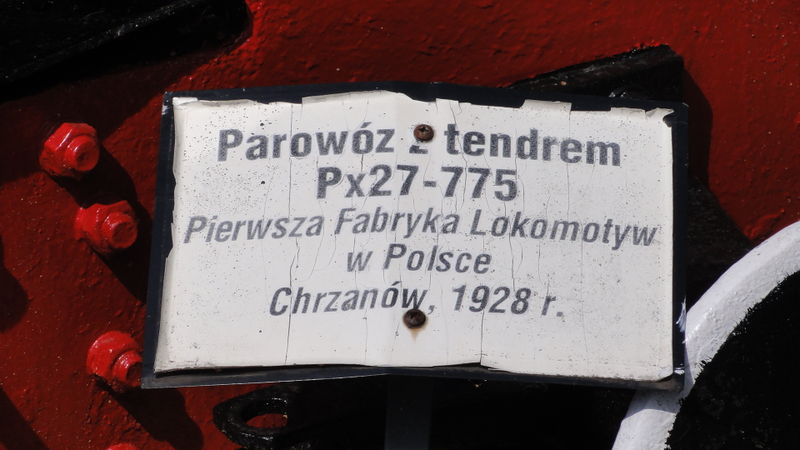 Parowóz z tendrem
Px27-775
Pierwsza Fabryka Lokomotyw
w Polsce
Chrzanów, 1928 r.